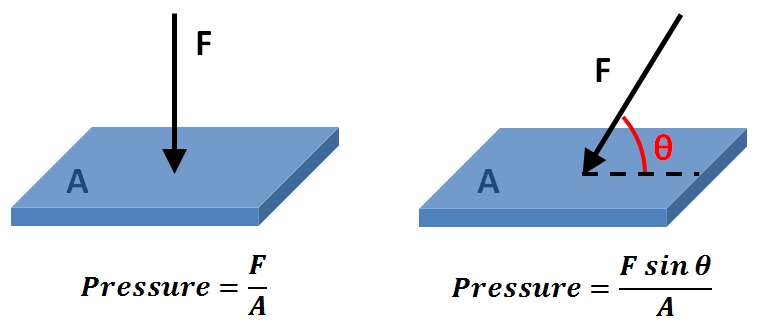 F
A
Pressure = F/A
F
θ
A
Pressure = F sin θ/A